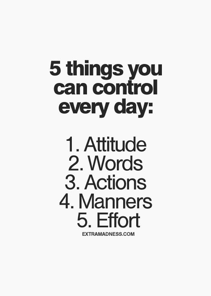 5 things you
can control
every day:
1. Attitude
2. Words
3. Actions
4. Manners
5. Effort
EXTRAMADNESS.COM